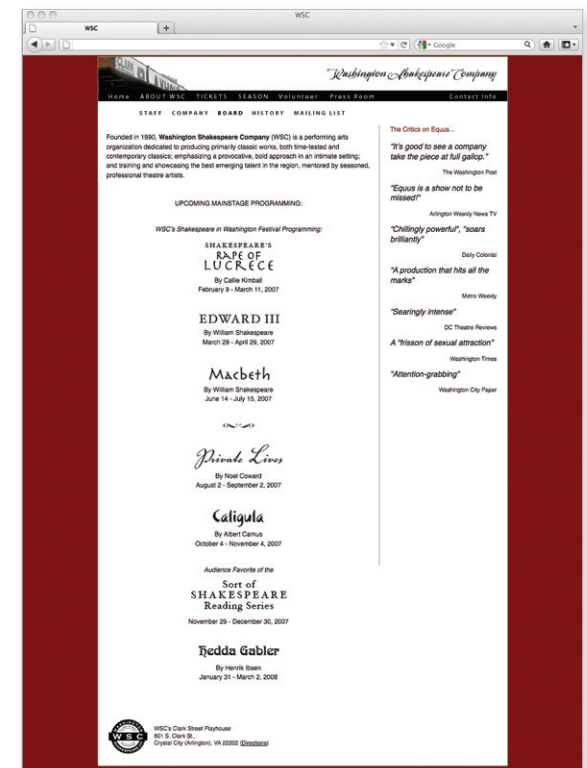 WSC
WSC
Google
Washington Shakespeare Company
Home ABOUT WSC TICKETS SEASON Volunteer Press Room Contact Info
STAFF COMPANY BOARD HISTORY MAILING LIST
Founded in 1990, Washington Shakespeare Company (WSC) is a performing arts
organization dedicated to producing primarily classic works, both time-tested and
contemporary classics; emphasizing a provocative, bold approach in an intimate setting;
and training and showcasing the best emerging talent in the region, mentored by seasoned,
professional theatre artists.
UPCOMING MAINSTAGE PROGRAMMING:
WSC's Shakespeare in Washington Festival Programming:
SHAKESPEARE'S
RAPE OF
LUCRECE
By Callie Kimball
February 9 - March 11, 2007
EDWARD III
By William Shakespeare
March 29 - April 29, 2007
Macbeth
By William Shakespeare
June 14 - July 15, 2007
Private Lives
By Noel Coward
August 2 - September 2, 2007
Caligula
By Albert Camus
October 4 - November 4, 2007
Audience Favorite of the
Sort of
SHAKESPEARE
Reading Series
November 29 - December 30, 2007
Hedda Gabler
By Henrik Ibsen
January 31 - March 2, 2008
The Critics on Equus...
"It's good to see a company
take the piece at full gallop."
The Washington Post
"Equus is a show not to be
missed!"
Arlington Weekly News TV
"Chillingly powerful", "soars
brilliantly"
Daily Colonial
"A production that hits all the
marks"
Metro Weekly
"Searingly intense"
DC Theatre Reviews
A "frisson of sexual attraction"
Washington Times
"Attention-grabbing"
Washington City Paper
WSC
WSC's Clark Street Playhouse
601 S. Clark St.,
Crystal City (Arlington), VA 22202 (Directions)